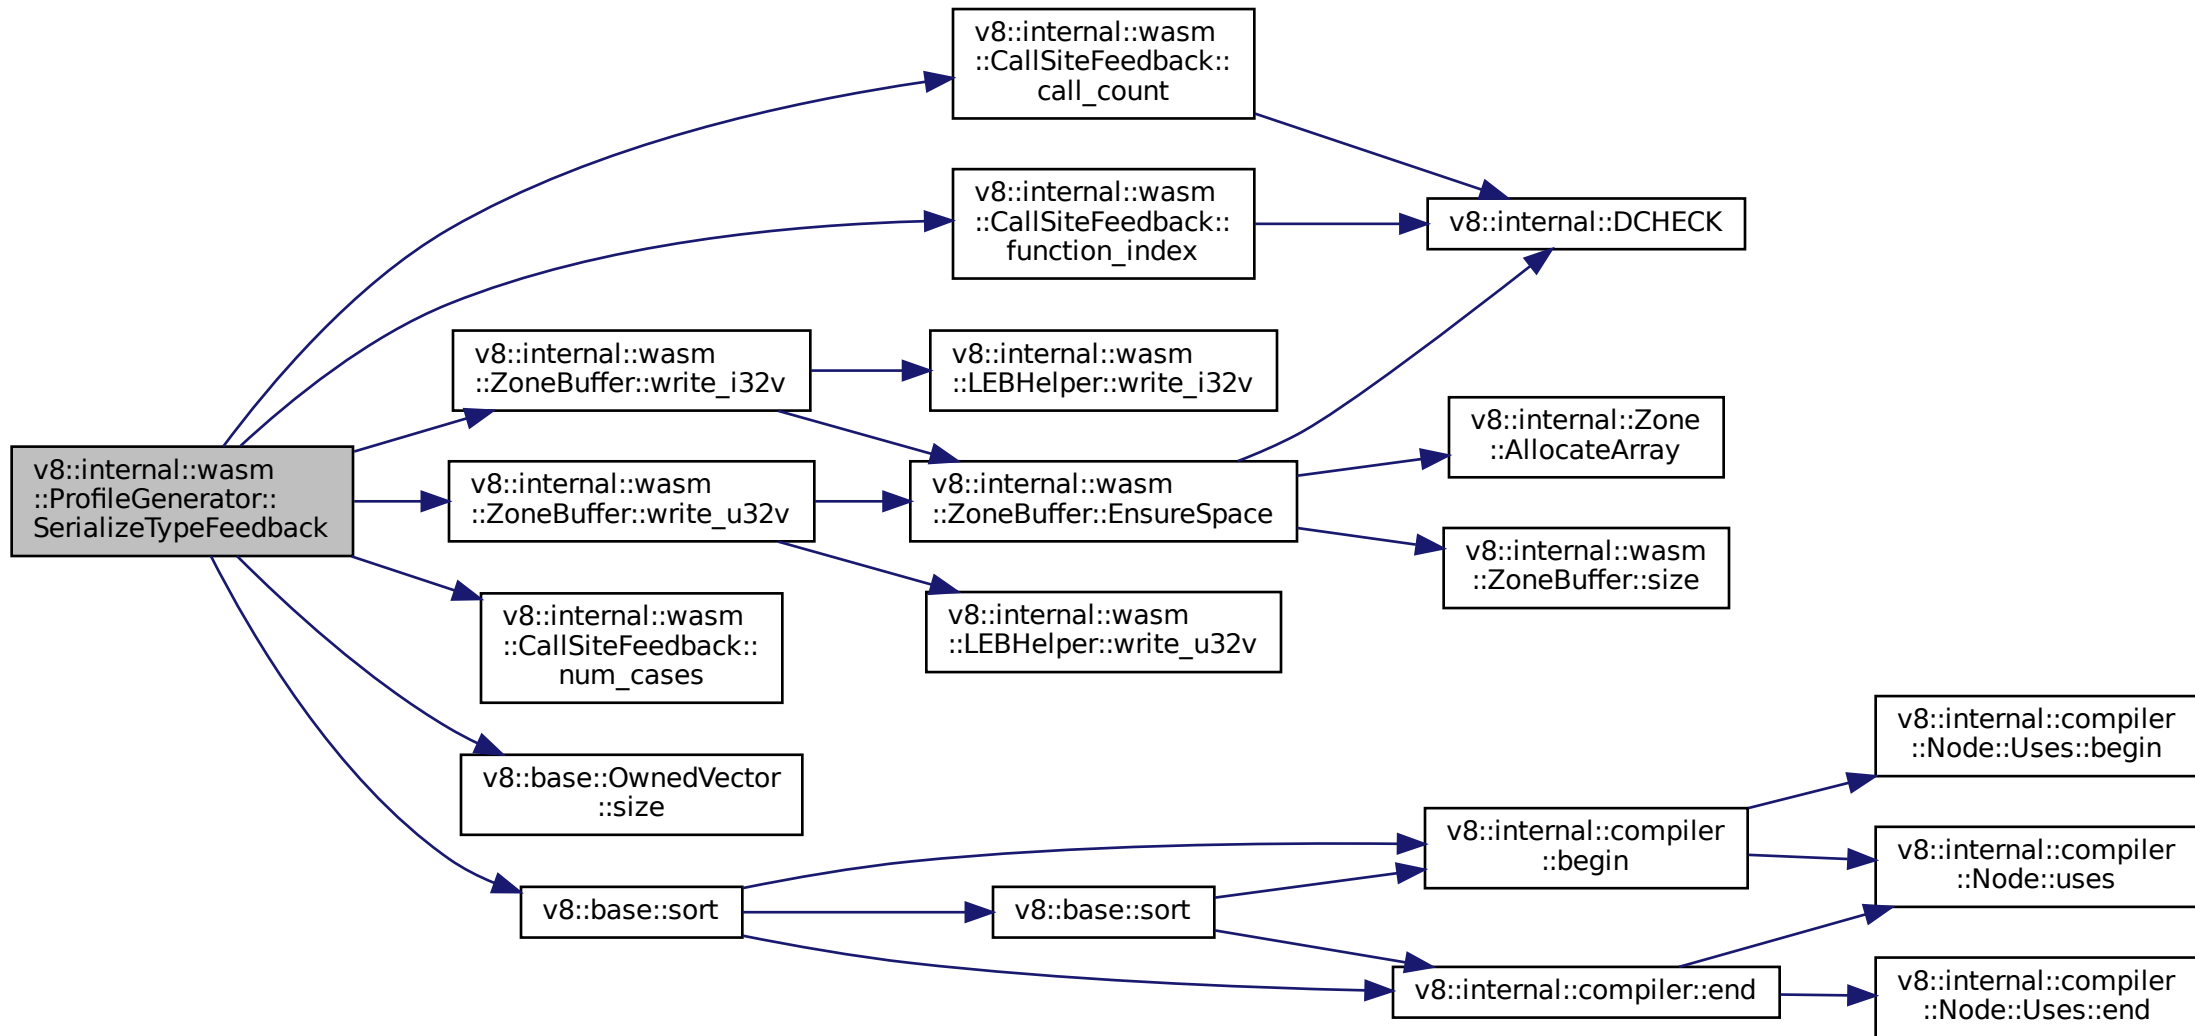 v8::internal::wasm
::ProfileGenerator::
SerializeTypeFeedback
v8::internal::wasm
::CallSiteFeedback::
call_count
v8::internal::wasm
::CallSiteFeedback::
function_index
v8::internal::wasm
::ZoneBuffer::write_i32v
v8::internal::wasm
::ZoneBuffer::write_u32v
v8::internal::wasm
::CallSiteFeedback::
num_cases
v8::base::OwnedVector
::size
v8::base::sort
v8::internal::wasm
::LEBHelper::write_i32v
v8::internal::wasm
::ZoneBuffer::EnsureSpace
v8::internal::wasm
::LEBHelper::write_u32v
v8::base::sort
v8::internal::DCHECK
v8::internal::Zone
::AllocateArray
v8::internal::wasm
::ZoneBuffer::size
v8::internal::compiler
::begin
v8::internal::compiler::end
v8::internal::compiler
::Node::Uses::begin
v8::internal::compiler
::Node::uses
v8::internal::compiler
::Node::Uses::end